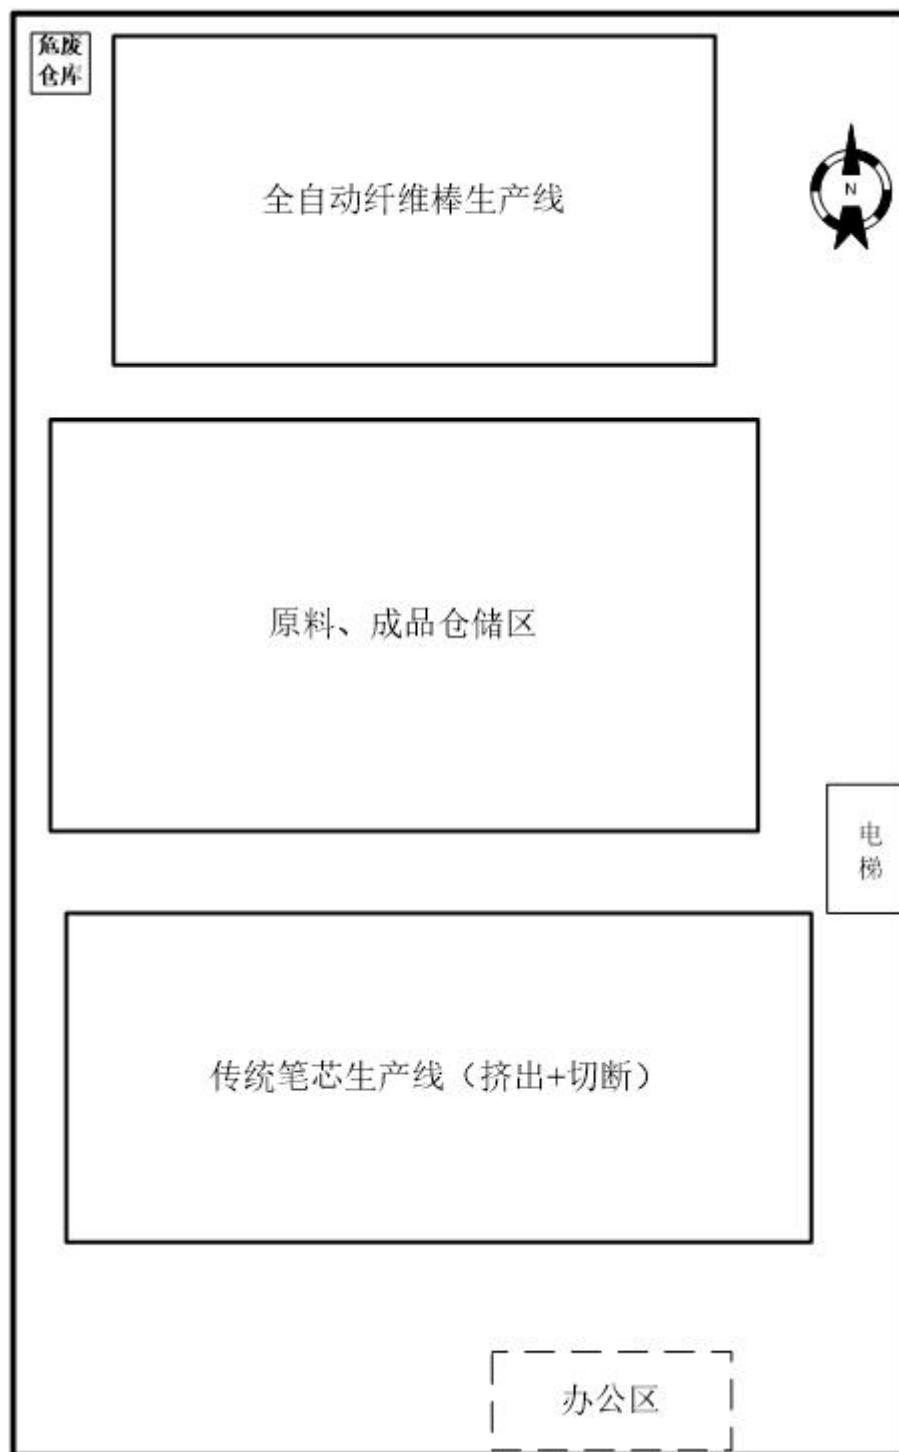 危废
仓库
全自动纤维棒生产线
N
原料、成品仓储区
电
梯
传统笔芯生产线（挤出+切断）
办公区